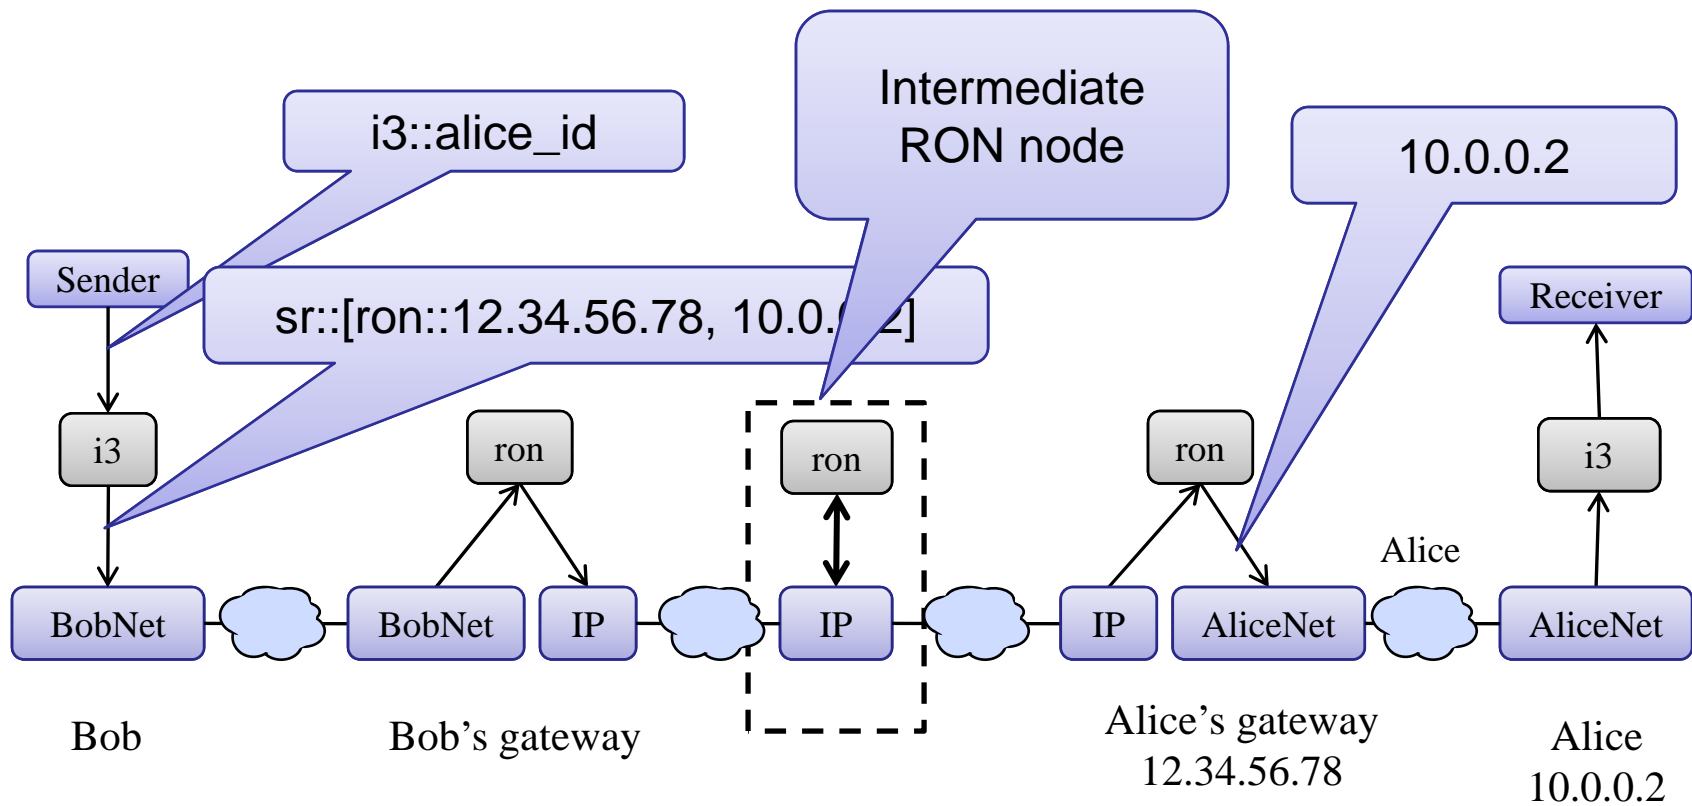 i3::alice_id
Intermediate
RON node
10.0.0.2
Sender
sr::[ron::12.34.56.78, 10.0. 2]
Receiver
i3
ron
ron
ron
i3
Alice
BobNet
BobNet
IP
IP
IP
AliceNet
AliceNet
Bob
Bob's gateway
Alice's gateway
12.34.56.78
Alice
10.0.0.2